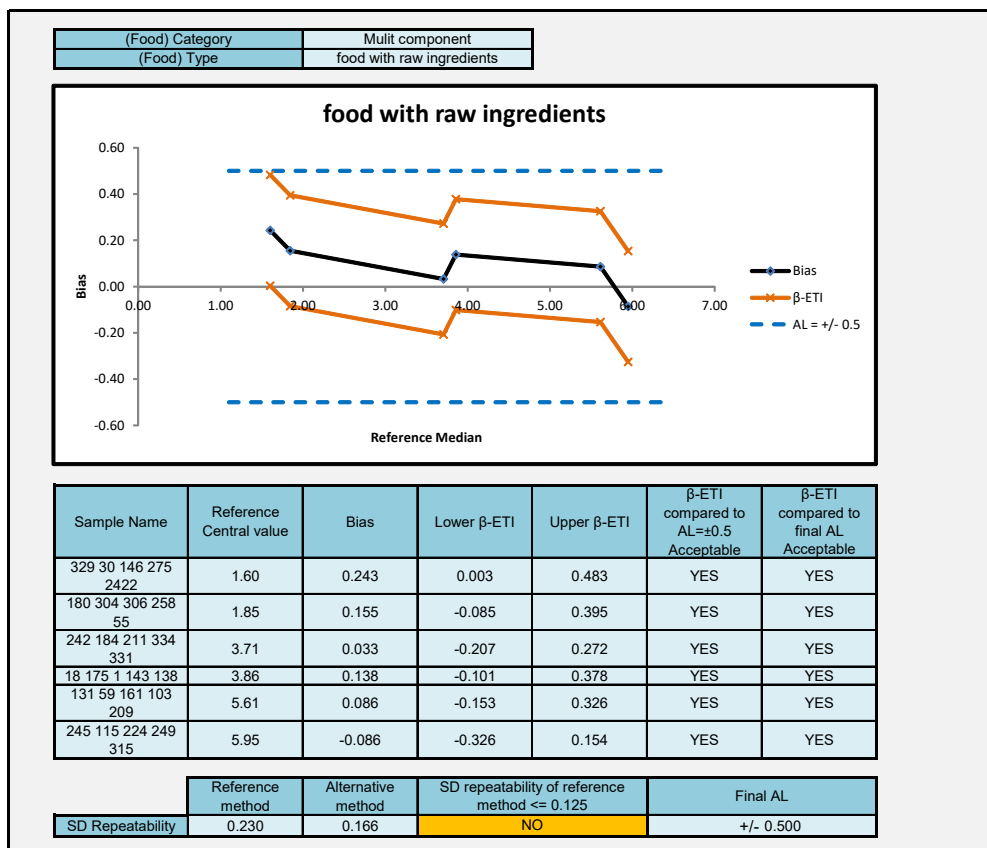 (Food) Category Mulit component
(Food) Type food with raw ingredients
food with raw ingredients
0.60
0.40
0.20
0.00
-0.20
-0.40
-0.60
0.00 1.00 2.00 3.00 4.00 5.00 6.00 7.00
Bias
Reference Median
Bias
β-ETI
AL = +/- 0.5
Sample Name Reference Central value Bias Lower β-ETI Upper β-ETI β-ETI compared to AL=±0.5 Acceptable β-ETI compared to final AL Acceptable
329 30 146 275 2422 1.60 0.243 0.003 0.483 YES YES
180 304 306 258 55 1.85 0.155 -0.085 0.395 YES YES
242 184 211 334 331 3.71 0.033 -0.207 0.272 YES YES
18 175 1 143 138 3.86 0.138 -0.101 0.378 YES YES
131 59 161 103 209 5.61 0.086 -0.153 0.326 YES YES
245 115 224 249 315 5.95 -0.086 -0.326 0.154 YES YES
Reference method Alternative method SD repeatability of reference method <= 0.125 Final AL
SD Repeatability 0.230 0.166 NO +/- 0.500